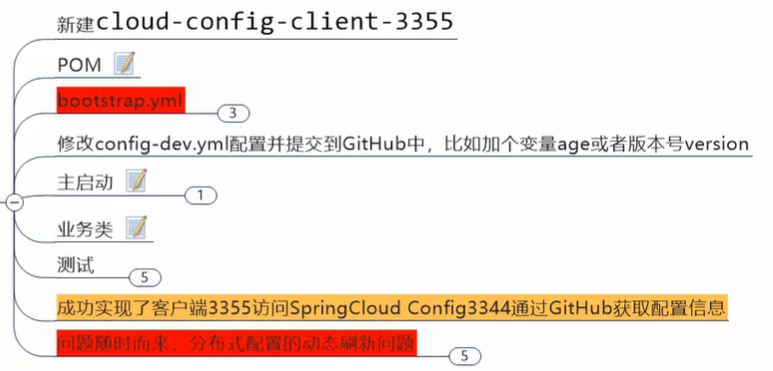 新建cloud-config-client-3355
POM
bootstrap.yml
3
修改config-dev.yml配置并提交到GitHub中，比如加个变量age或者版本号version
主启动
1
业务类
测试
5
成功实现了客户端3355访问SpringCloud Config3344通过GitHub获取配置信息
问题随时而来，分布式配置的动态刷新问题
5